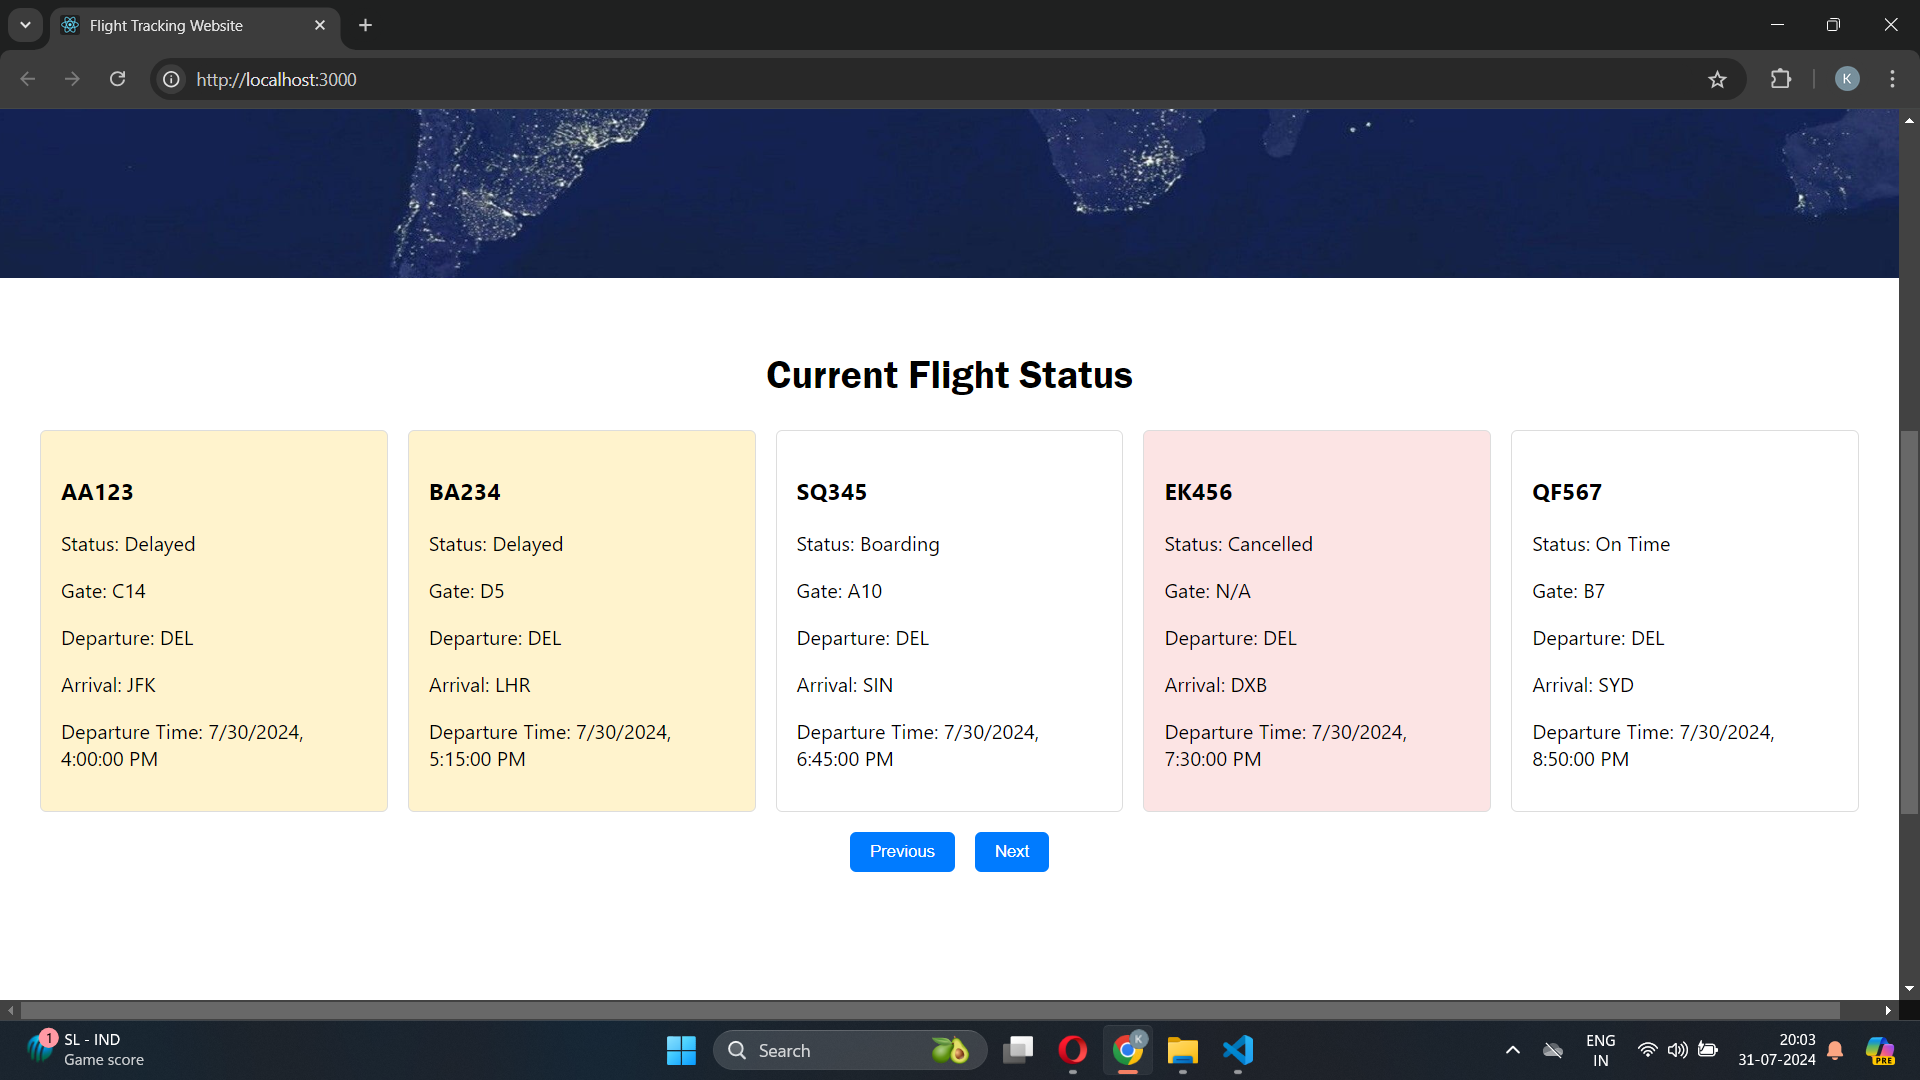 Flight Tracking Website
http://localhost:3000
K
Current Flight Status
AA123
Status: Delayed
Gate: C14
Departure: DEL
Arrival: JFK
Departure Time: 7/30/2024,
4:00:00 PM
BA234
Status: Delayed
Gate: D5
Departure: DEL
Arrival: LHR
Departure Time: 7/30/2024,
5:15:00 PM
SQ345
Status: Boarding
Gate: A10
Departure: DEL
Arrival: SIN
Departure Time: 7/30/2024,
6:45:00 PM
EK456
Status: Cancelled
Gate: N/A
Departure: DEL
Arrival: DXB
Departure Time: 7/30/2024,
7:30:00 PM
QF567
Status: On Time
Gate: B7
Departure: DEL
Arrival: SYD
Departure Time: 7/30/2024,
8:50:00 PM
Previous
Next
1
SL - IND
Game score
Search
K
ENG
IN
20:03
31-07-2024
PRE